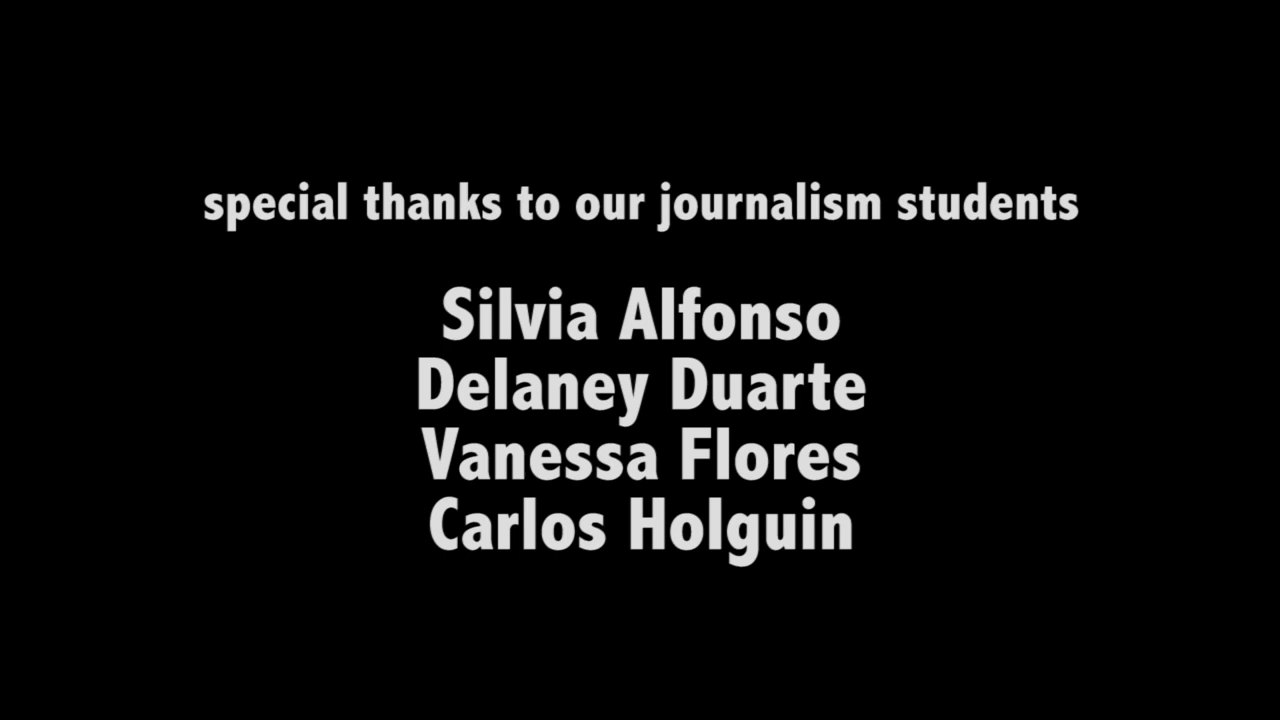 special thanks to our journalism students
Silvia Alfonso
Delaney Duarte
Vanessa Flores
Carlos Holguin